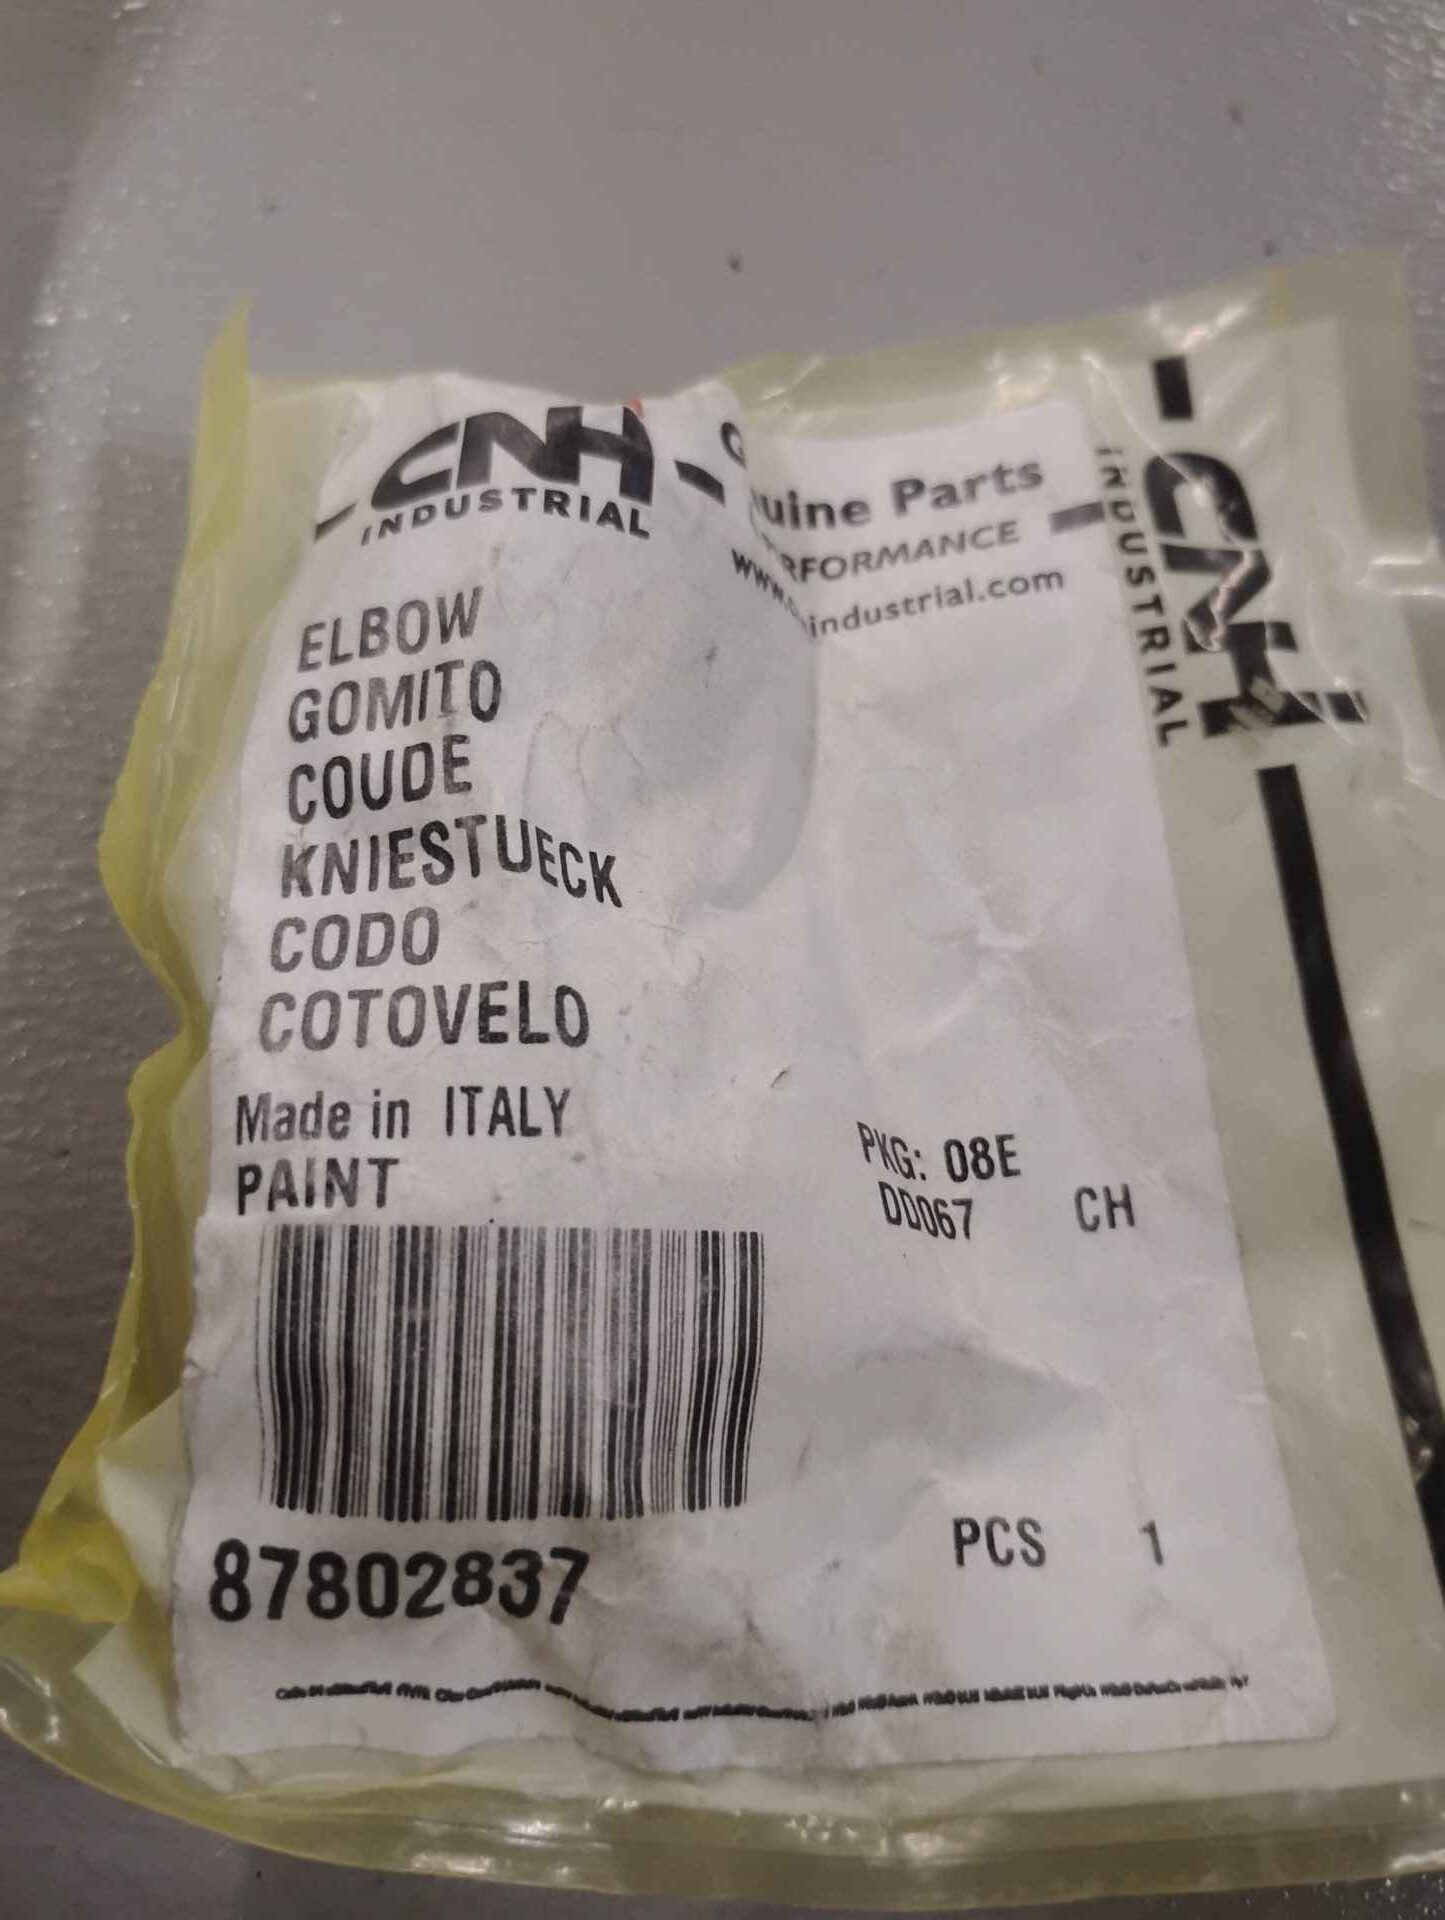 CNH
INDUSTRIAL
uine Parts
RFORMANCE
industrial.com
CNH
INDUSTRIAL
ELBOW
GOMITO
COUDE
KNIESTUECK
CODO
COTOVELO
Made in ITALY
PAINT
PKG: 08E
DD067 CH
87802837
PCS 1